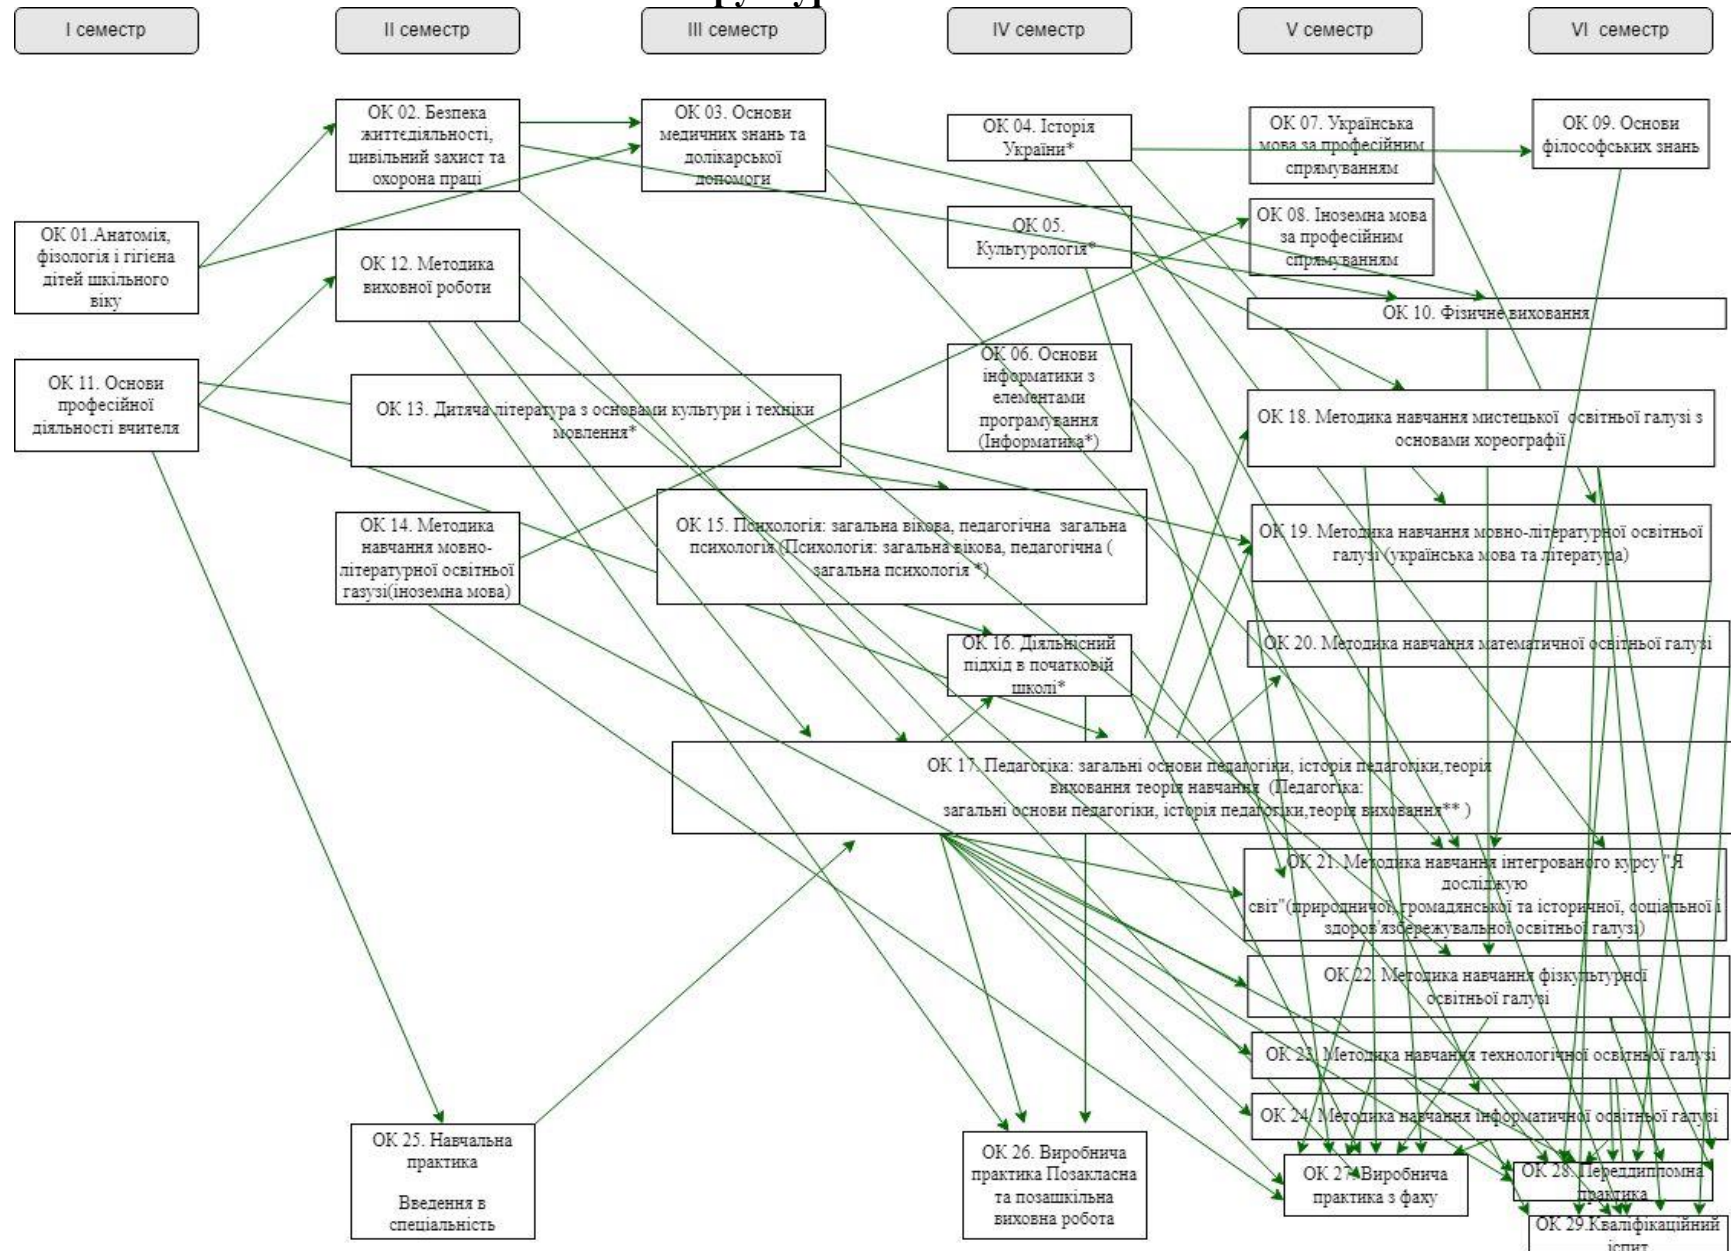 I семестр
II семестр
III семестр
IV семестр
V семестр
VI семестр
ОК 01.Анатомія,
фізіологія і гігієна
дітей шкільного
віку
ОК 11. Основи
професійної
діяльності вчителя
ОК 02. Безпека
життєдіяльності,
цивільний захист та
охорона праці
ОК 12. Методика
виховної роботи
ОК 13. Дитяча література з основами культури і техніки
мовлення*
ОК 14. Методика
навчання мовно-
літературної освітньої
газузі(іноземна мова)
ОК 25. Навчальна
практика
Введення в
спеціальність
ОК 03. Основи
медичних знань та
долікарської
допомоги
ОК 15. Психологія: загальна вікова, педагогічна загальна
психологія (Психологія: загальна вікова, педагогічна (
загальна психологія *)
ОК 04. Історія
України*
ОК 05.
Культурологія*
ОК 06. Основи
інформатики з
елементами
програмування
(Інформатика*)
ОК 16. Діяльнісний
підхід в початковій
школі*
ОК 17. Педагогіка: загальні основи педагогіки, історія педагогіки,теорія
виховання теорія навчання (Педагогіка:
загальні основи педагогіки, історія педагогіки,теорія виховання** )
ОК 26. Виробнича
практика Позакласна
та позашкільна
виховна робота
ОК 07. Українська
мова за професійним
спрямуванням
ОК 08. Іноземна мова
за професійним
спрямуванням
ОК 09. Основи
філософських знань
ОК 10. Фізичне виховання
ОК 18. Методика навчання мистецької освітньої галузі з
основами хореографії
ОК 19. Методика навчання мовно-літературної освітньої
галузі (українська мова та література)
ОК 20. Методика навчання математичної освітньої галузі
ОК 21. Методика навчання інтегрованого курсу "Я
досліджую
світ"(природничої, громадянської та історичної, соціальної і
здоров'язбережувальної освітньої галузі)
ОК 22. Методика навчання фізкультурної
освітньої галузі
ОК 23. Методика навчання технологічної освітньої галузі
ОК 24. Методика навчання інформатичної освітньої галузі
ОК 27. Виробнича
практика з фаху
ОК 28. Переддипломна
практика
ОК 29.Кваліфікаційний
іспит